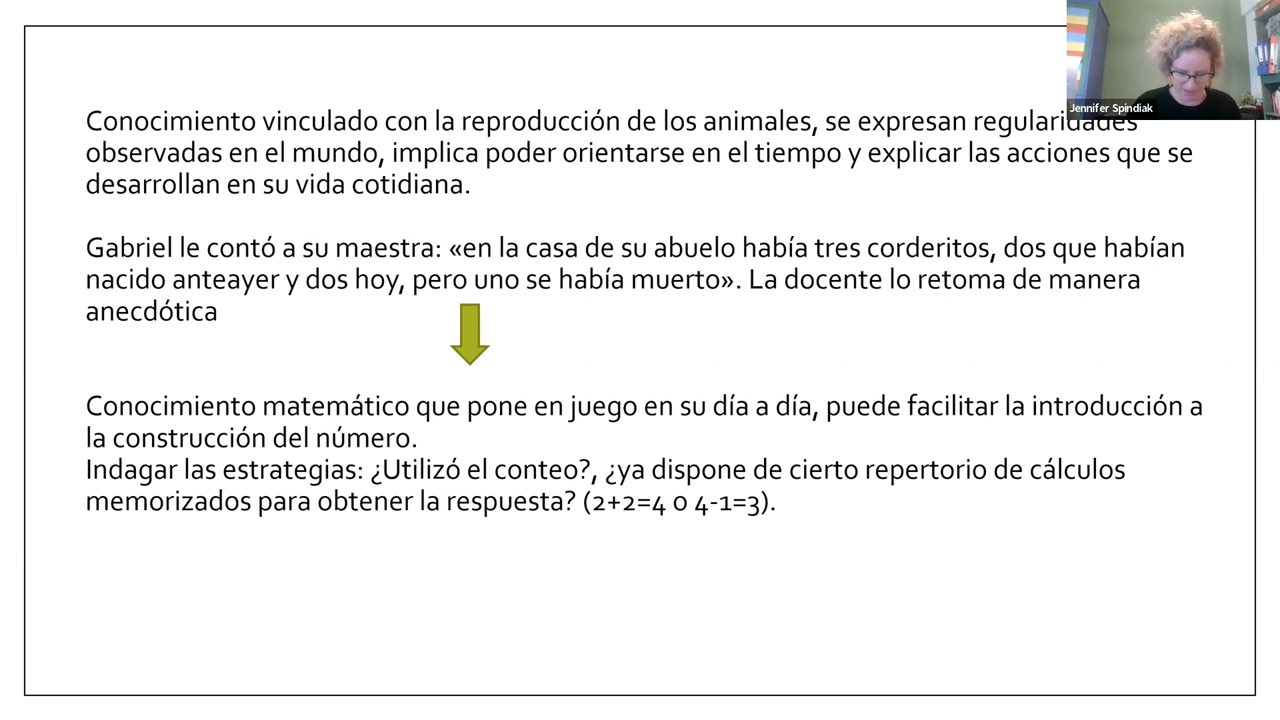 Jennifer Spindiak
Conocimiento vinculado con la reproducción de los animales, se expresan regularidades
observadas en el mundo, implica poder orientarse en el tiempo y explicar las acciones que se
desarrollan en su vida cotidiana.
Gabriel le contó a su maestra: «en la casa de su abuelo había tres corderitos, dos que habían
nacido anteayer y dos hoy, pero uno se había muerto». La docente lo retoma de manera
anecdótica
Conocimiento matemático que pone en juego en su día a día, puede facilitar la introducción a
la construcción del número.
Indagar las estrategias: ¿Utilizó el conteo?, ¿ya dispone de cierto repertorio de cálculos
memorizados para obtener la respuesta? (2+2=4 o 4-1=3).